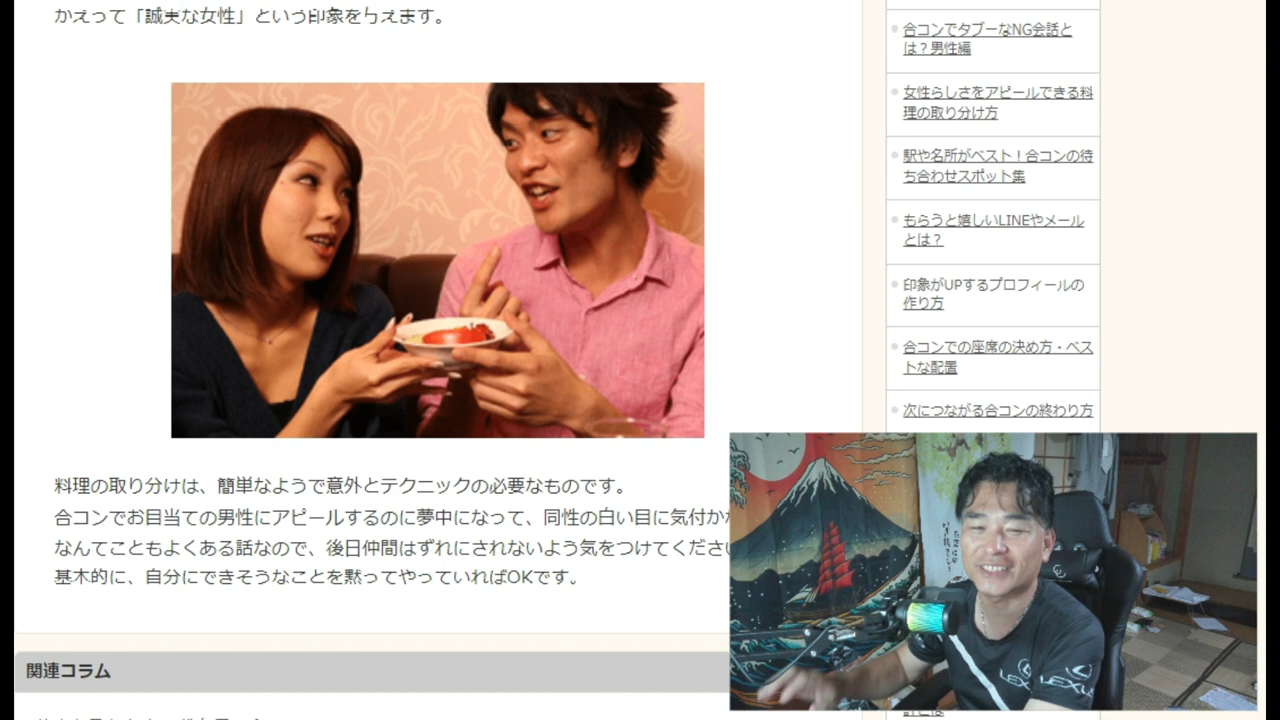 かえって「誠実な女性」という印象を与えます。
料理の取り分けは、簡単なようで意外とテクニックの必要なものです。
合コンでお目当ての男性にアピールするのに夢中になって、同性の白い目に気付か
なんてこともよくある話なので、後日仲間はずれにされないよう気をつけてくださ
基本的に、自分にできそうなことを黙ってやっていればOKです。
関連コラム
合コンでタブーなNG会話と
は？男性編
女性らしさをアピールできる料
理の取り分け方
駅や名所がベスト！合コンの待
ち合わせスポット集
もらうと嬉しいLINEやメール
とは？
印象がUPするプロフィールの
作り方
合コンでの座席の決め方・ベス
トな配置
次につながる合コンの終わり方
LEXUS